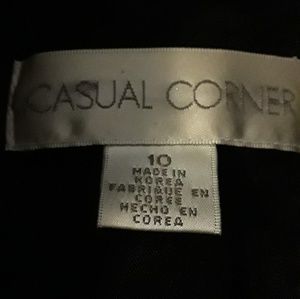 CASUAL CORNER
10
MADE IN
KOREA
FABRIQUE EN
COREE
HECHO EN
COREA